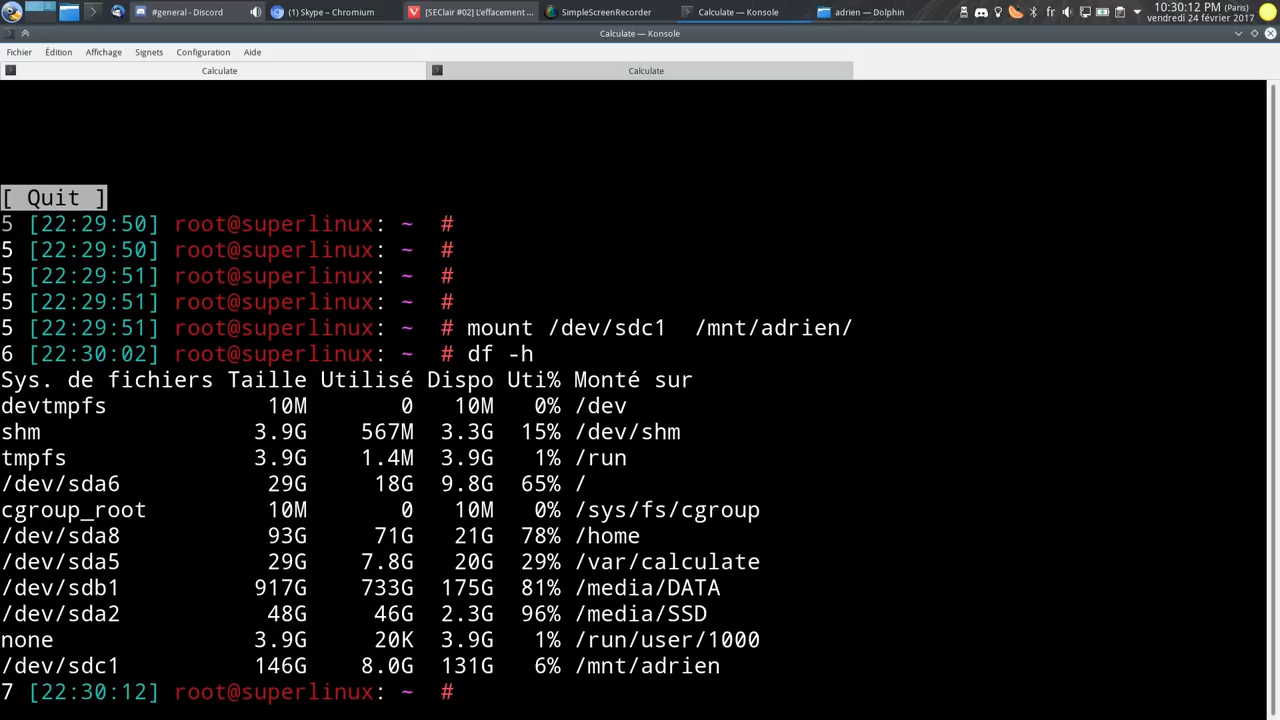 #general - Discord
(1) Skype - Chromium
[SEClair #02] L'effacement ...
SimpleScreenRecorder
Calculate — Konsole
adrien — Dolphin
fr
10:30:12 PM (Paris)
vendredi 24 février 2017
Calculate — Konsole
Fichier Édition Affichage Signets Configuration Aide
Calculate Calculate
[ Quit ]
5 [22:29:50] root@superlinux: ~ #
5 [22:29:50] root@superlinux: ~ #
5 [22:29:51] root@superlinux: ~ #
5 [22:29:51] root@superlinux: ~ #
5 [22:29:51] root@superlinux: ~ # mount /dev/sdc1 /mnt/adrien/
6 [22:30:02] root@superlinux: ~ # df -h
Sys. de fichiers Taille Utilisé Dispo Uti% Monté sur
devtmpfs 10M 0 10M 0% /dev
shm 3.9G 567M 3.3G 15% /dev/shm
tmpfs 3.9G 1.4M 3.9G 1% /run
/dev/sda6 29G 18G 9.8G 65% /
cgroup_root 10M 0 10M 0% /sys/fs/cgroup
/dev/sda8 93G 71G 21G 78% /home
/dev/sda5 29G 7.8G 20G 29% /var/calculate
/dev/sdb1 917G 733G 175G 81% /media/DATA
/dev/sda2 48G 46G 2.3G 96% /media/SSD
none 3.9G 20K 3.9G 1% /run/user/1000
/dev/sdc1 146G 8.0G 131G 6% /mnt/adrien
7 [22:30:12] root@superlinux: ~ #